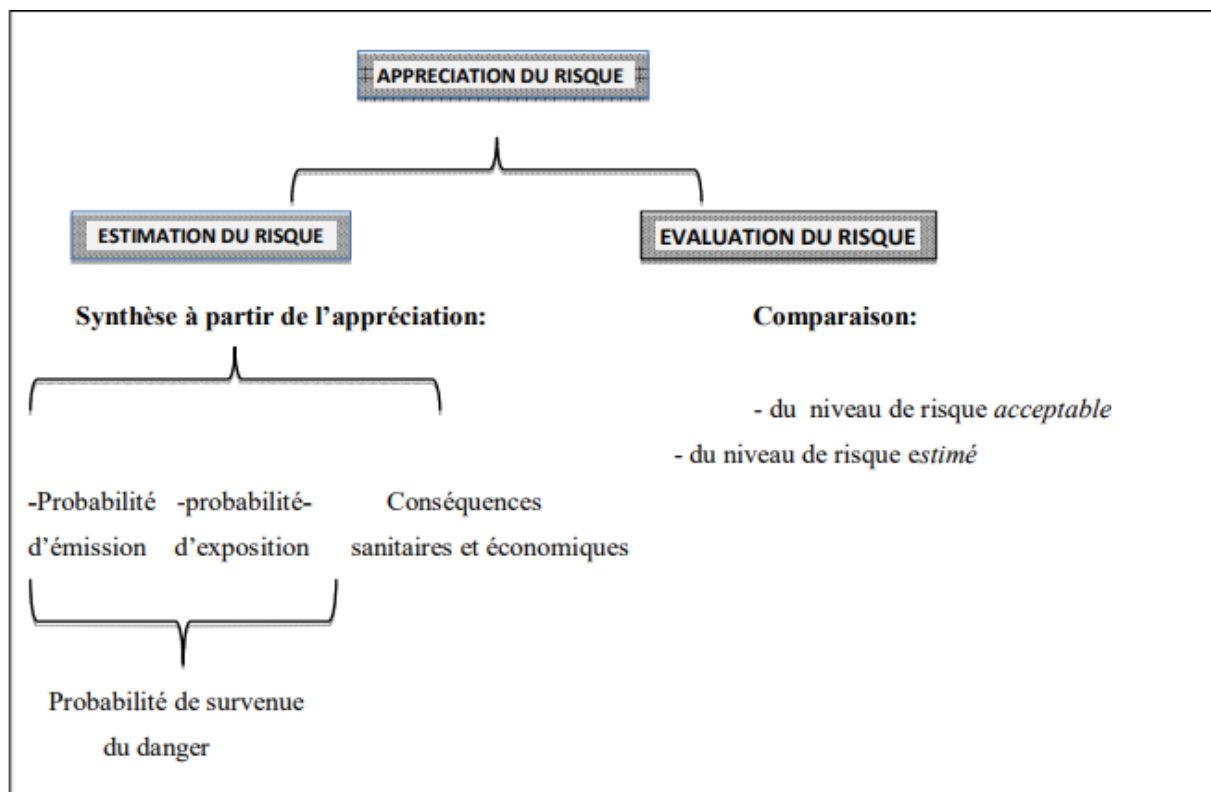 APPRECIATION DU RISQUE
ESTIMATION DU RISQUE
EVALUATION DU RISQUE
Synthèse à partir de l’appréciation:
Comparaison:
- du  niveau de risque acceptable
- du niveau de risque estimé
-Probabilité
d’émission
-probabilité-
d’exposition
Conséquences
sanitaires et économiques
Probabilité de survenue
du danger